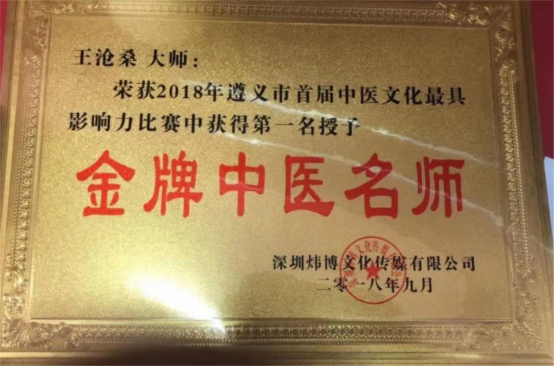 王沧桑 大师：
荣获2018年遵义市首届中医文化最具
影响力比赛中获得第一名授予
金牌中医名师
深圳炜博文化传媒有限公司
二零一八年九月